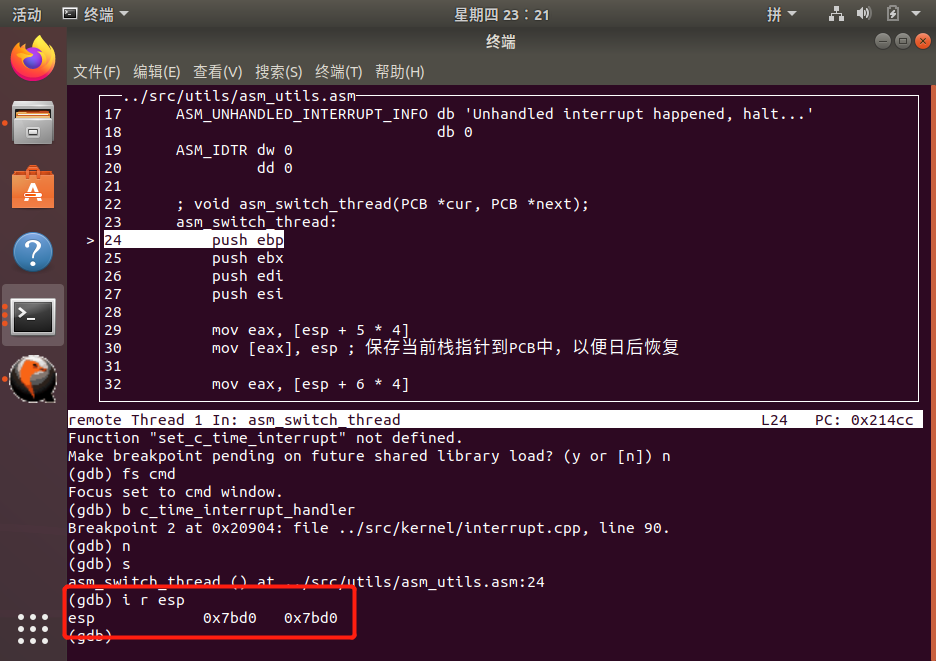 活动 终端 星期四 23：21 拼
终端
文件(F) 编辑(E) 查看(V) 搜索(S) 终端(T) 帮助(H)
../src/utils/asm_utils.asm
17 ASM_UNHANDLED_INTERRUPT_INFO db 'Unhandled interrupt happened, halt...'
18 db 0
19 ASM_IDTR dw 0
20 dd 0
21
22 ; void asm_switch_thread(PCB *cur, PCB *next);
23 asm_switch_thread:
> 24 push ebp
25 push ebx
26 push edi
27 push esi
28
29 mov eax, [esp + 5 * 4]
30 mov [eax], esp ; 保存当前栈指针到PCB中，以便日后恢复
31
32 mov eax, [esp + 6 * 4]
remote Thread 1 In: asm_switch_thread L24 PC: 0x214cc
Function "set_c_time_interrupt" not defined.
Make breakpoint pending on future shared library load? (y or [n]) n
(gdb) fs cmd
Focus set to cmd window.
(gdb) b c_time_interrupt_handler
Breakpoint 2 at 0x20904: file ../src/kernel/interrupt.cpp, line 90.
(gdb) n
(gdb) s
asm_switch_thread () at ../src/utils/asm_utils.asm:24
(gdb) i r esp
esp 0x7bd0 0x7bd0
(gdb)